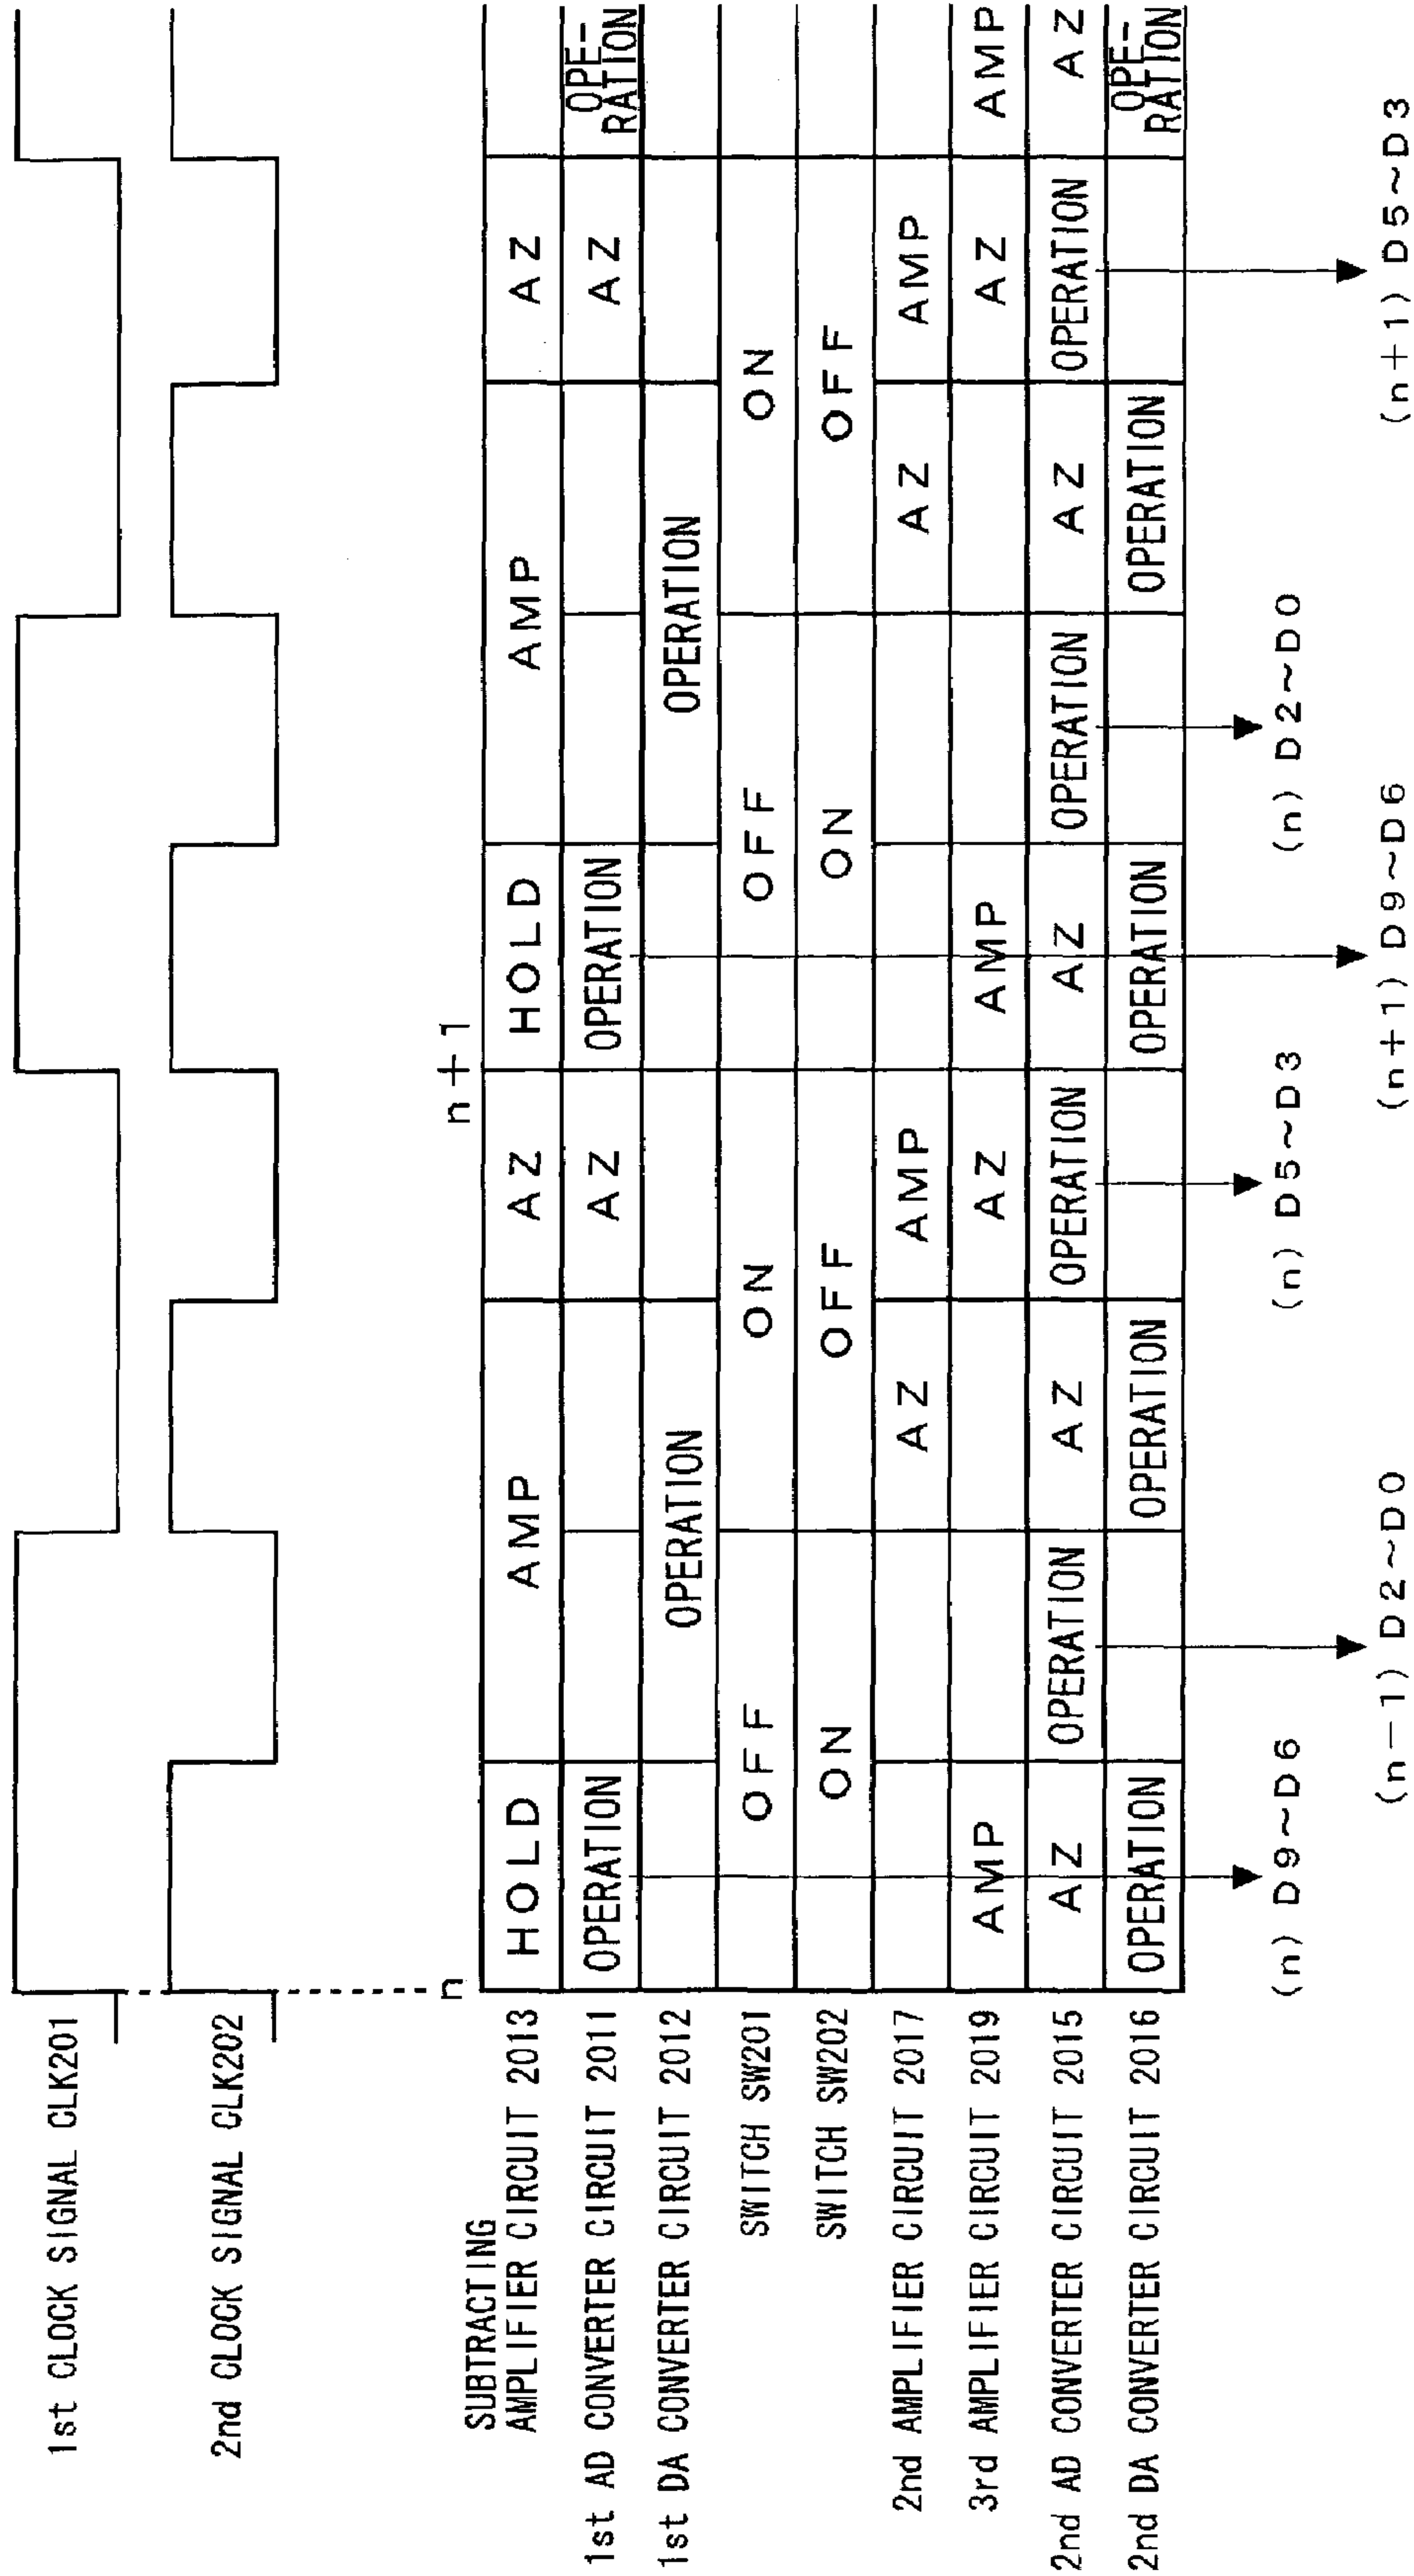 1st CLOCK SIGNAL CLK201
2nd CLOCK SIGNAL CLK202
n
n+1
SUBTRACTING
AMPLIFIER CIRCUIT 2013
HOLD
AMP
AZ
HOLD
AMP
AZ
1st AD CONVERTER CIRCUIT 2011
OPERATION
AZ
OPERATION
AZ
OPE-
RATION
1st DA CONVERTER CIRCUIT 2012
OPERATION
OPERATION
SWITCH SW201
OFF
ON
OFF
ON
SWITCH SW202
ON
OFF
ON
OFF
2nd AMPLIFIER CIRCUIT 2017
AZ
AMP
AZ
AMP
3rd AMPLIFIER CIRCUIT 2019
AMP
AZ
AMP
AZ
AMP
2nd AD CONVERTER CIRCUIT 2015
AZ
OPERATION
AZ
OPERATION
AZ
OPERATION
AZ
OPERATION
AZ
2nd DA CONVERTER CIRCUIT 2016
OPERATION
OPERATION
OPERATION
OPERATION
OPE-
RATION
(n) D9~D6
(n) D5~D3
(n) D2~D0
(n-1) D2~D0
(n+1) D9~D6
(n+1) D5~D3